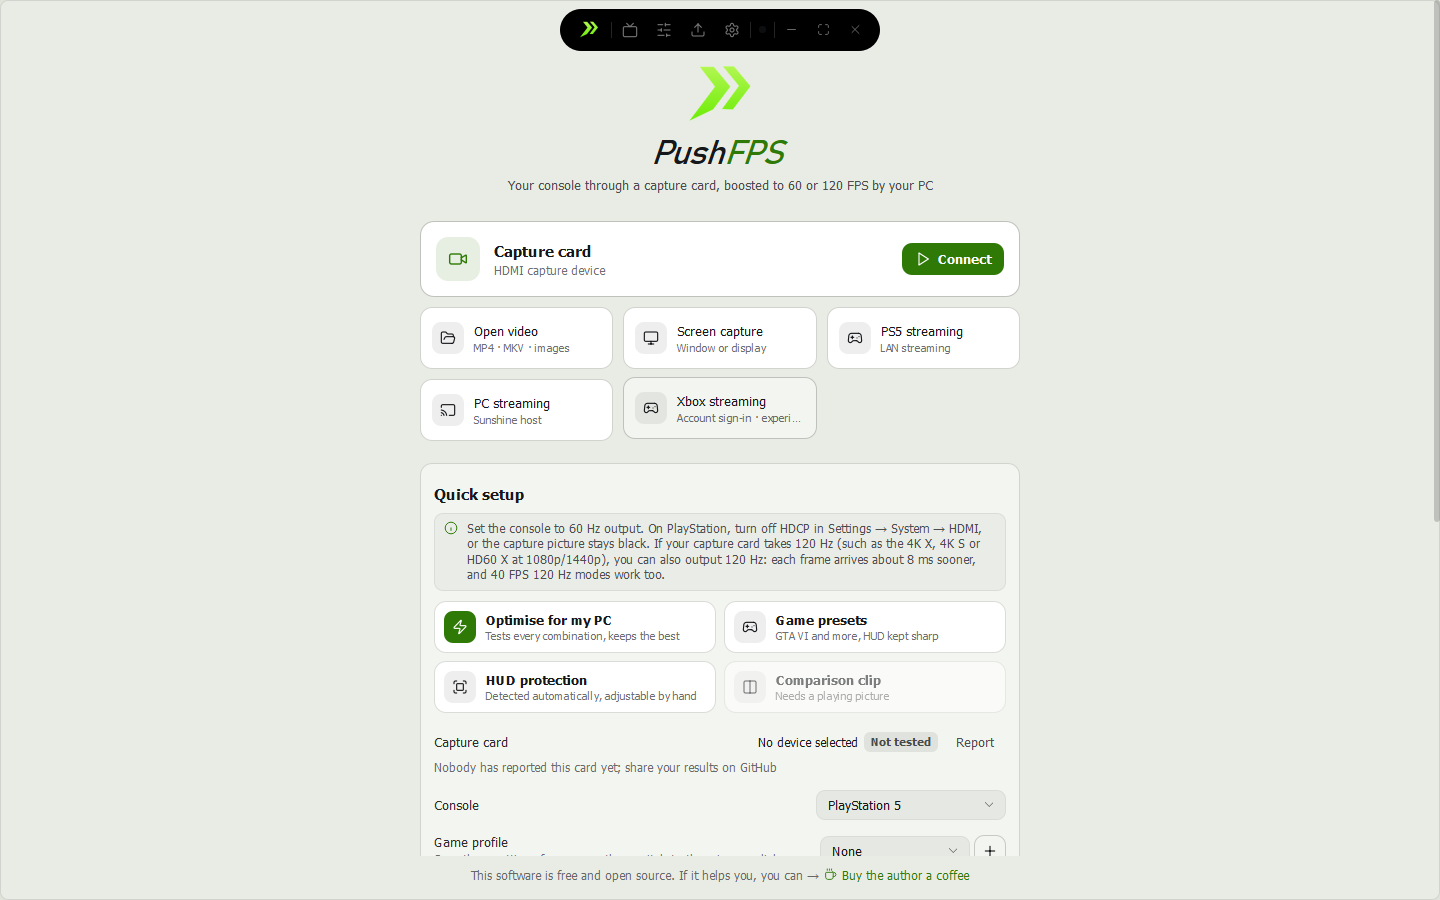 PushFPS
Your console through a capture card, boosted to 60 or 120 FPS by your PC
Capture card
HDMI capture device
Connect
Open video
MP4 · MKV · images
Screen capture
Window or display
PS5 streaming
LAN streaming
PC streaming
Sunshine host
Xbox streaming
Account sign-in · experi...
Quick setup
Set the console to 60 Hz output. On PlayStation, turn off HDCP in Settings → System → HDMI,
or the capture picture stays black. If your capture card takes 120 Hz (such as the 4K X, 4K S or
HD60 X at 1080p/1440p), you can also output 120 Hz: each frame arrives about 8 ms sooner,
and 40 FPS 120 Hz modes work too.
Optimise for my PC
Tests every combination, keeps the best
Game presets
GTA VI and more, HUD kept sharp
HUD protection
Detected automatically, adjustable by hand
Comparison clip
Needs a playing picture
Capture card
No device selected
Not tested
Report
Nobody has reported this card yet; share your results on GitHub
Console
PlayStation 5
Game profile
None
This software is free and open source. If it helps you, you can → Buy the author a coffee